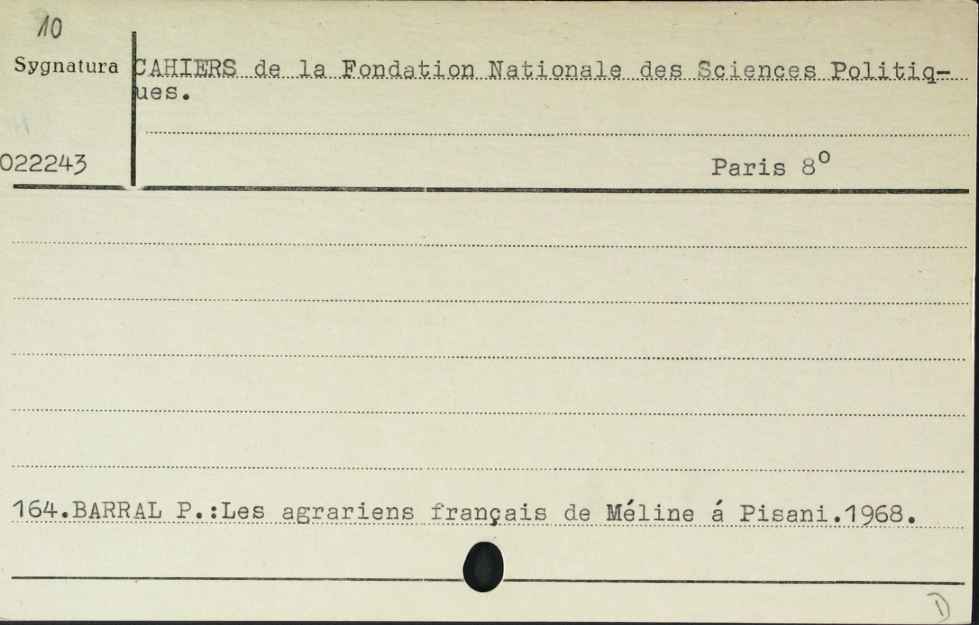 10
Sygnatura CAHIERS de la Fondation Nationale des Sciences Politiq-
ues.
022243 Paris 8º
164.BARRAL P.:Les agrariens français de Méline á Pisani.1968.